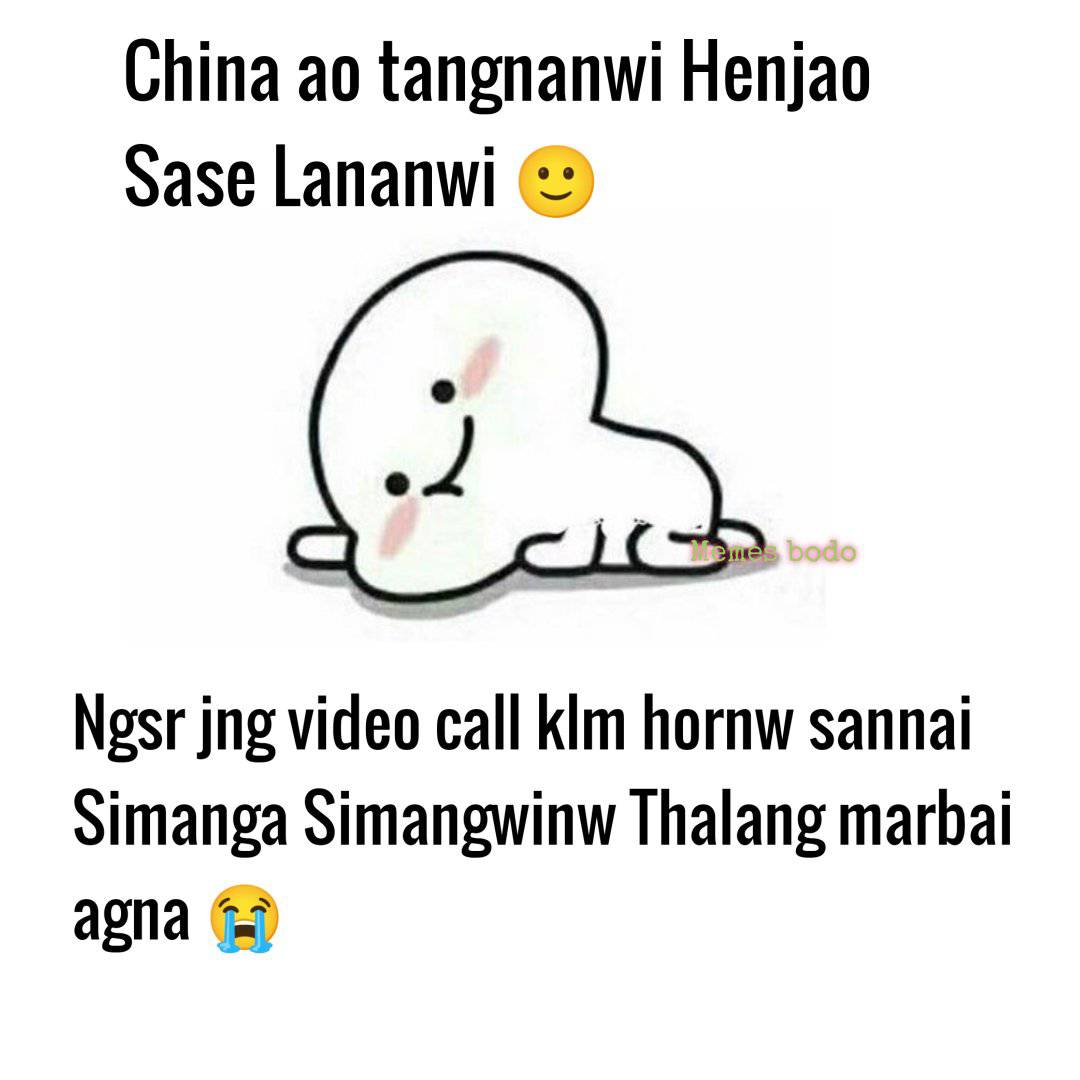 China ao tangnanwi Henjao
Sase Lananwi 🙂
Memes bodo
Ngsr jng video call klm hornw sannai
Simanga Simangwinw Thalang marbai
agna 😭